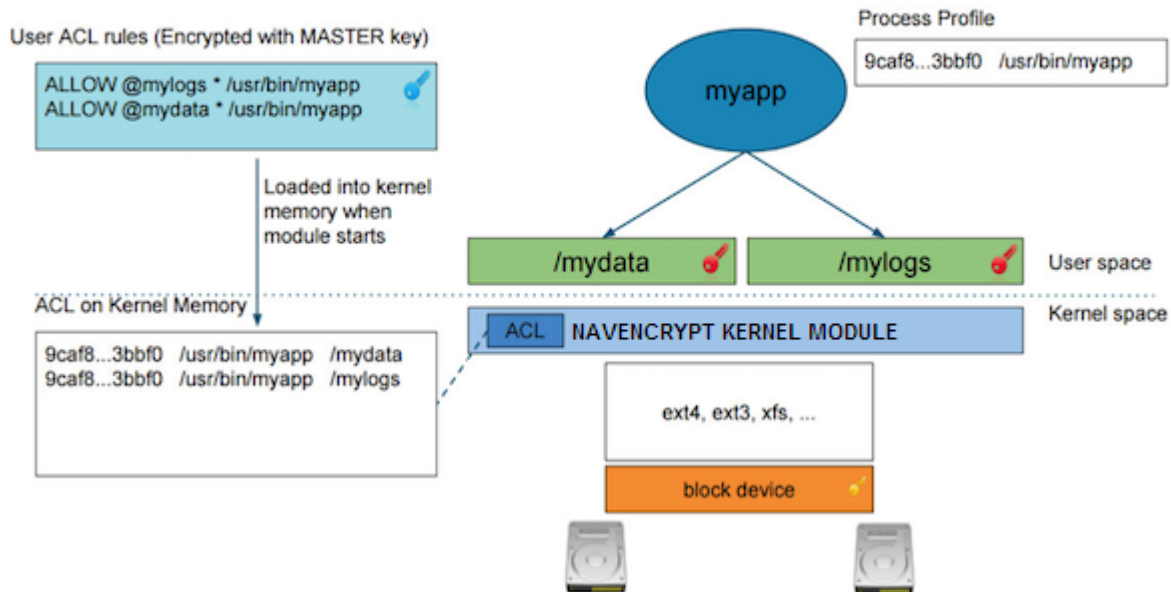 User ACL rules (Encrypted with MASTER key)
ALLOW @mylogs * /usr/bin/myapp
ALLOW @mydata * /usr/bin/myapp
Loaded into kernel
memory when
module starts
ACL on Kernel Memory
9caf8...3bbf0 /usr/bin/myapp /mydata
9caf8...3bbf0 /usr/bin/myapp /mylogs
myapp
Process Profile
9caf8...3bbf0 /usr/bin/myapp
/mydata
/mylogs
User space
Kernel space
ACL
NAVENCRYPT KERNEL MODULE
ext4, ext3, xfs, ...
block device